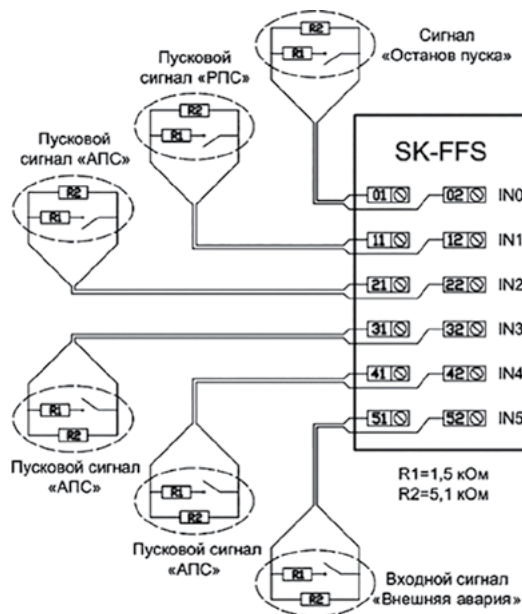 Сигнал
«Останов пуска»
R2
R1
Пусковой
сигнал «РПС»
R2
R1
Пусковой
сигнал «АПС»
R2
R1
SK-FFS
01 02 IN0
11 12 IN1
21 22 IN2
31 32 IN3
41 42 IN4
51 52 IN5
R1
R2
Пусковой сигнал
«АПС»
R1
R2
Пусковой сигнал
«АПС»
R1=1,5 кОм
R2=5,1 кОм
R1
R2
Входной сигнал
«Внешняя авария»